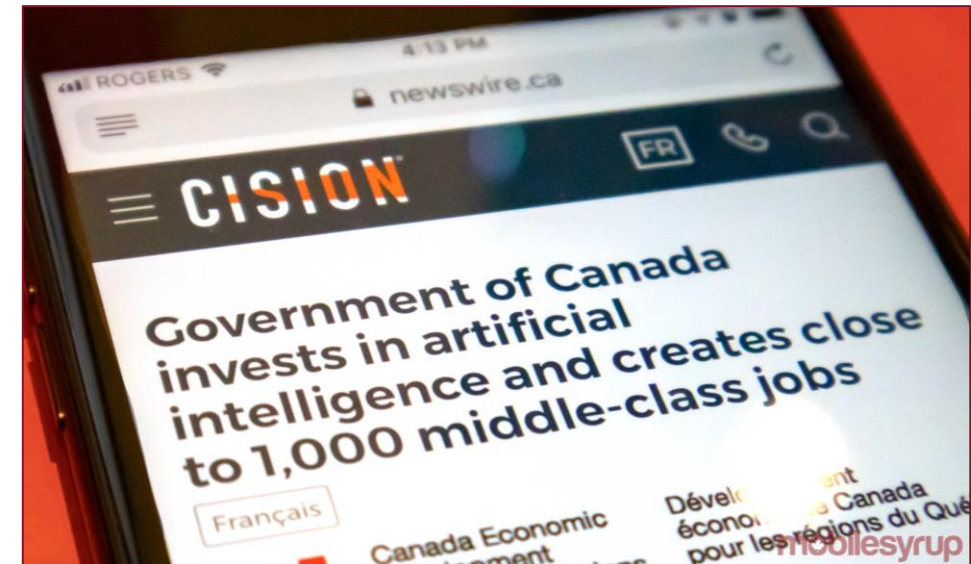 ROGERS
4:13 PM
newswire.ca
CISION
FR
Government of Canada
invests in artificial
intelligence and creates close
to 1,000 middle-class jobs
Français
Canada Economic
Canada
pour les régions du
mobilesyrup